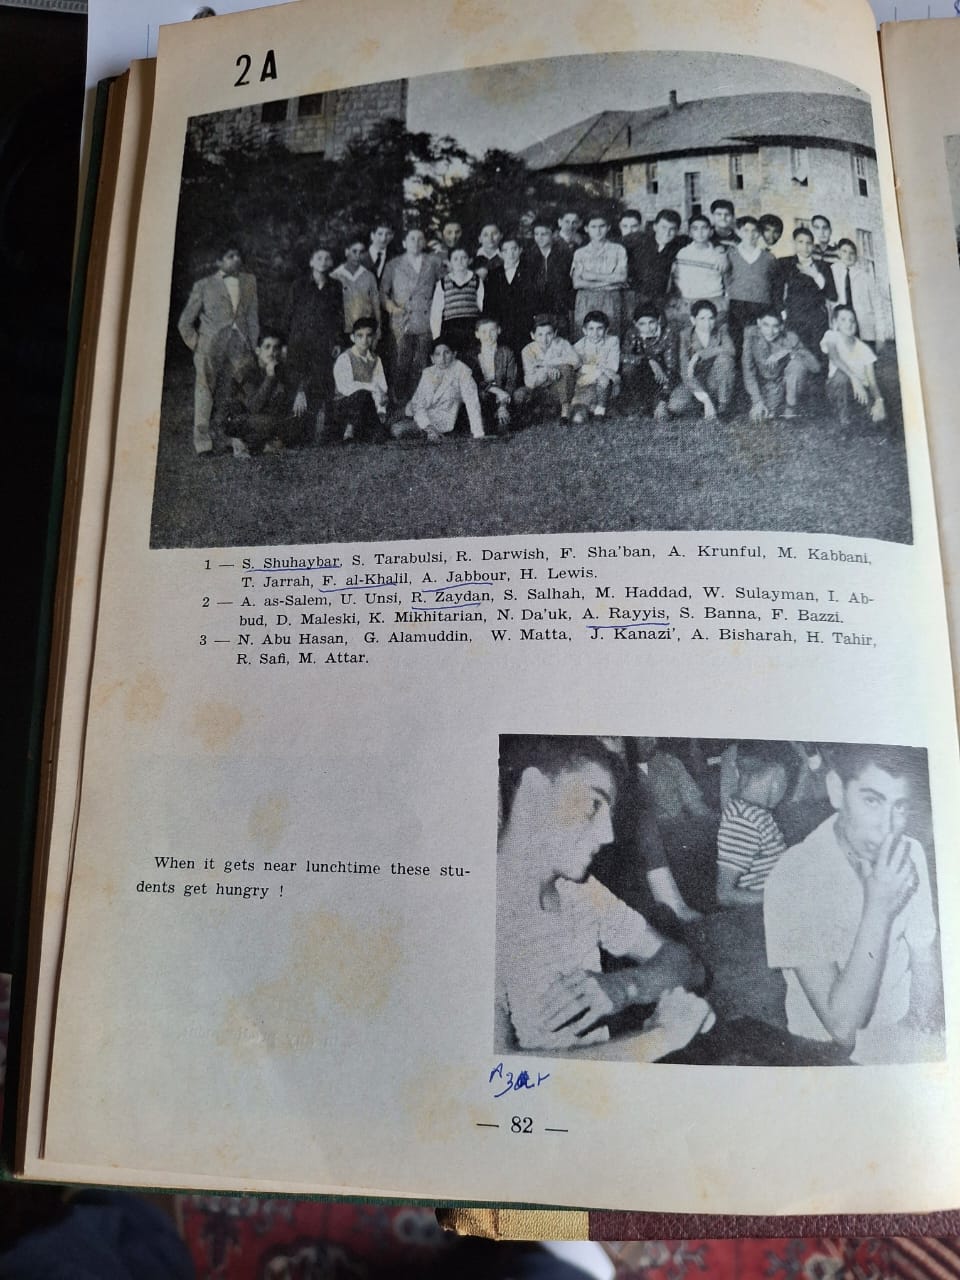 2A
1 — S. Shuhaybar, S. Tarabulsi, R. Darwish, F. Sha'ban, A. Krunful, M. Kabbani,
T. Jarrah, F. al-Khalil, A. Jabbour, H. Lewis.
2 — A. as-Salem, U. Unsi, R. Zaydan, S. Salhah, M. Haddad, W. Sulayman, I. Ab-
bud, D. Maleski, K. Mikhitarian, N. Da'uk, A. Rayyis, S. Banna, F. Bazzi.
3 — N. Abu Hasan, G. Alamuddin, W. Matta, J. Kanazi', A. Bisharah, H. Tahir,
R. Safi, M. Attar.
When it gets near lunchtime these stu-
dents get hungry !
— 82 —